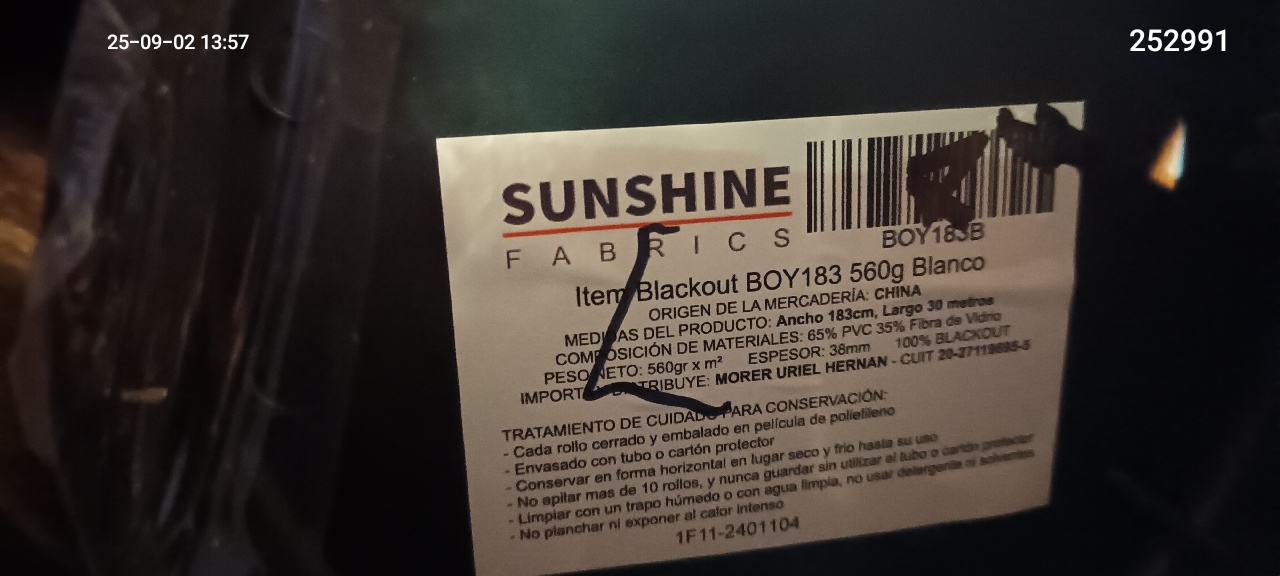 25-09-02 13:57
252991
SUNSHINE
FABRICS
BOY183B
Item Blackout BOY183 560g Blanco
ORIGEN DE LA MERCADERÍA: CHINA
MEDIDAS DEL PRODUCTO: Ancho 183cm, Largo 30 metros
COMPOSICIÓN DE MATERIALES: 65% PVC 35% Fibra de Vidrio
PESO NETO: 560gr x m² ESPESOR: 38mm 100% BLACKOUT
DISTRIBUYE: MORER URIEL HERNAN - CUIT 20-27119695-5
TRATAMIENTO DE CUIDADO PARA CONSERVACIÓN:
- Cada rollo cerrado y embalado en película de polietileno
- Envasado con tubo o cartón protector
- Conservar en forma horizontal en lugar seco y frio hasta su uso
- No apilar mas de 10 rollos, y nunca guardar sin utilizar el tubo o cartón protector
- Limpiar con un trapo húmedo o con agua limpia, no usar detergente ni solventes
- No planchar ni exponer al calor intenso
1F11-2401104